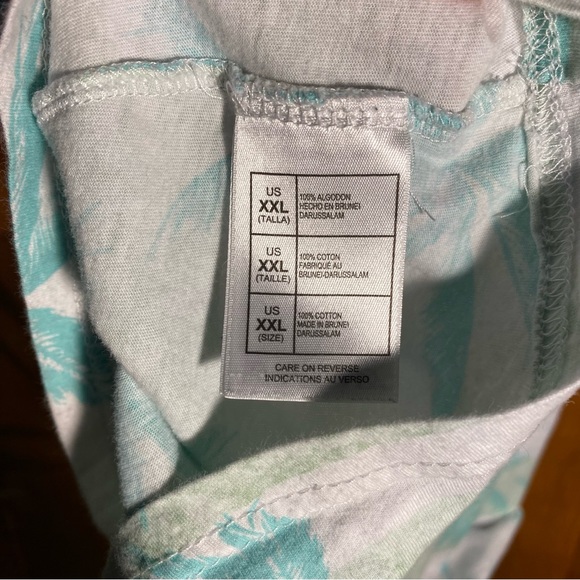 US
XXL
(TALLA)
100% ALGODON
HECHO EN BRUNEI
DARUSSALAM
US
XXL
(TAILLE)
100% COTON
FABRIQUÉ AU
BRUNEI-DARUSSALAM
US
XXL
(SIZE)
100% COTTON
MADE IN BRUNEI
DARUSSALAM
CARE ON REVERSE
INDICATIONS AU VERSO